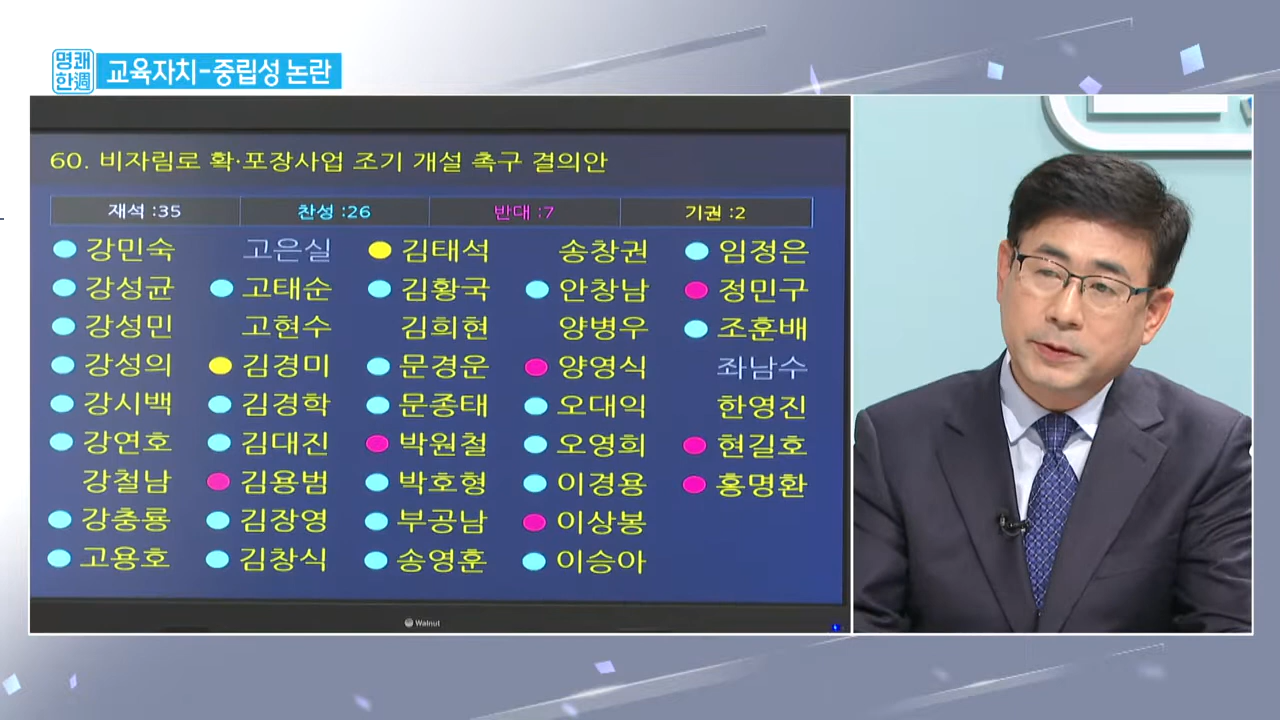 명쾌
한週
교육자치-중립성 논란
60. 비자림로 확·포장사업 조기 개설 촉구 결의안
재석 :35 찬성 :26 반대 :7 기권 :2
강민숙 고은실 김태석 송창권 임정은
강성균 고태순 김황국 안창남 정민구
강성민 고현수 김희현 양병우 조훈배
강성의 김경미 문경운 양영식 좌남수
강시백 김경학 문종태 오대익 한영진
강연호 김대진 박원철 오영희 현길호
강철남 김용범 박호형 이경용 홍명환
강충룡 김장영 부공남 이상봉
고용호 김창식 송영훈 이승아
Walnut